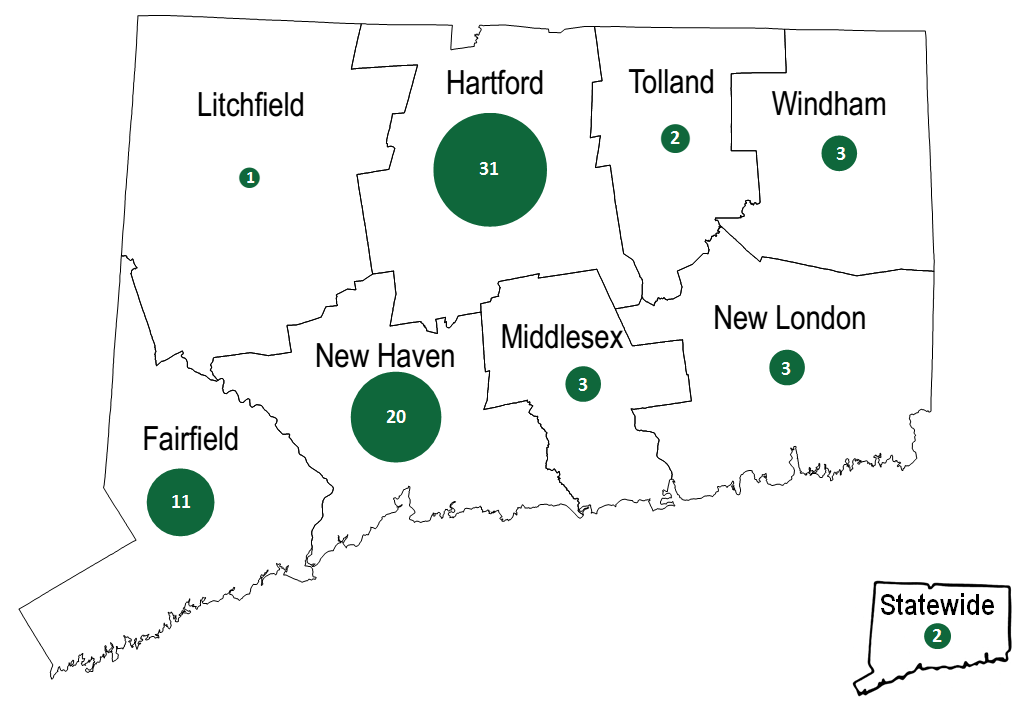 Litchfield
1
Hartford
31
Tolland
2
Windham
3
New Haven
20
Middlesex
3
New London
3
Fairfield
11
Statewide
2